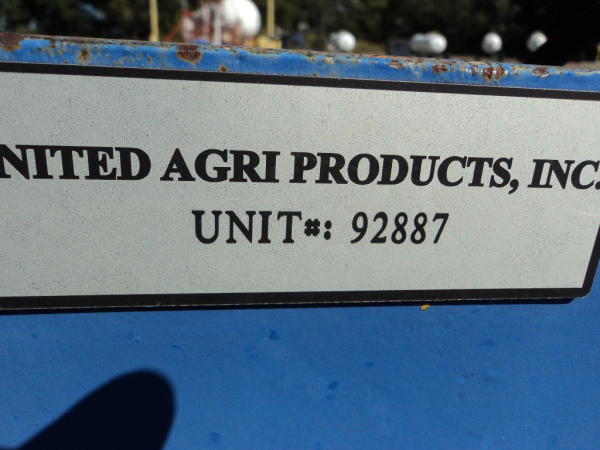 NITED AGRI PRODUCTS, INC.
UNIT#: 92887